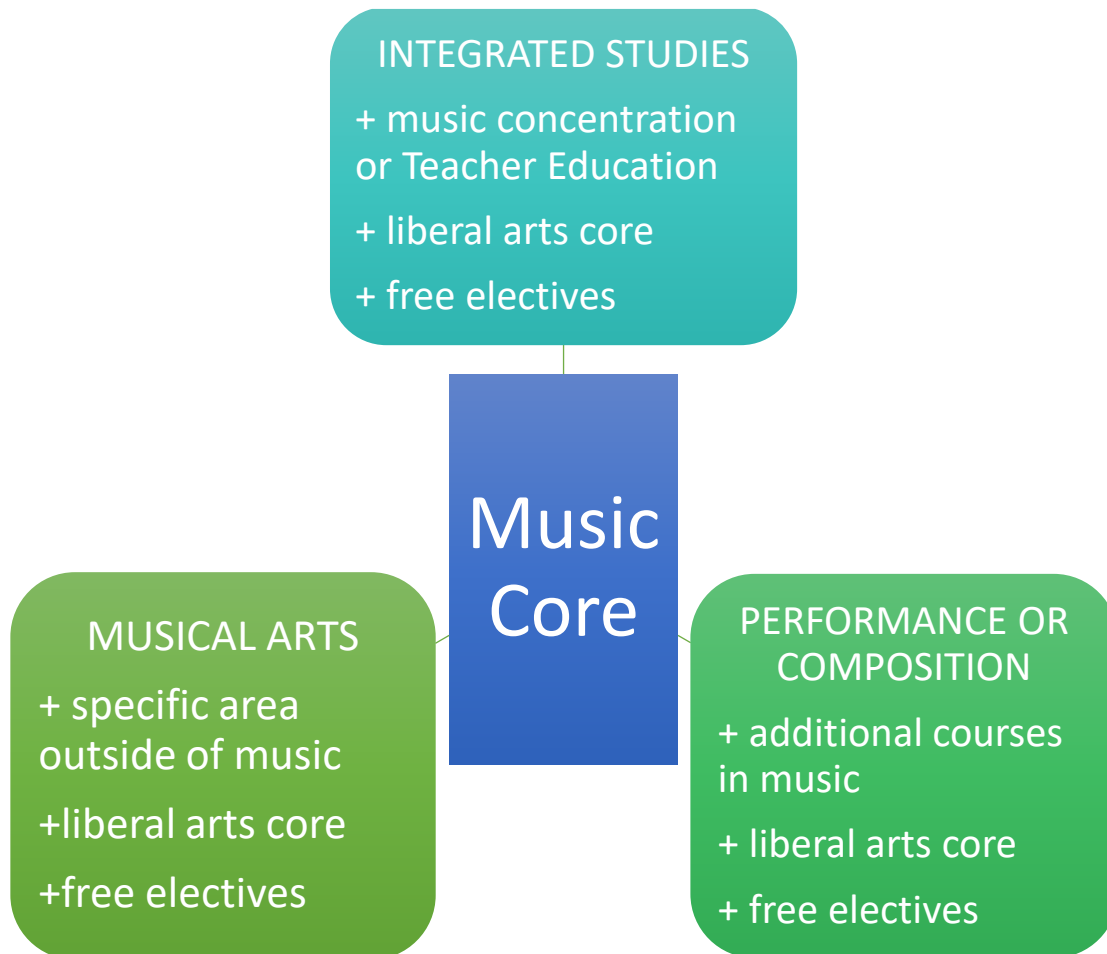 INTEGRATED STUDIES
+ music concentration
or Teacher Education
+ liberal arts core
+ free electives
Music
Core
MUSICAL ARTS
+ specific area
outside of music
+liberal arts core
+free electives
PERFORMANCE OR
COMPOSITION
+ additional courses
in music
+ liberal arts core
+ free electives